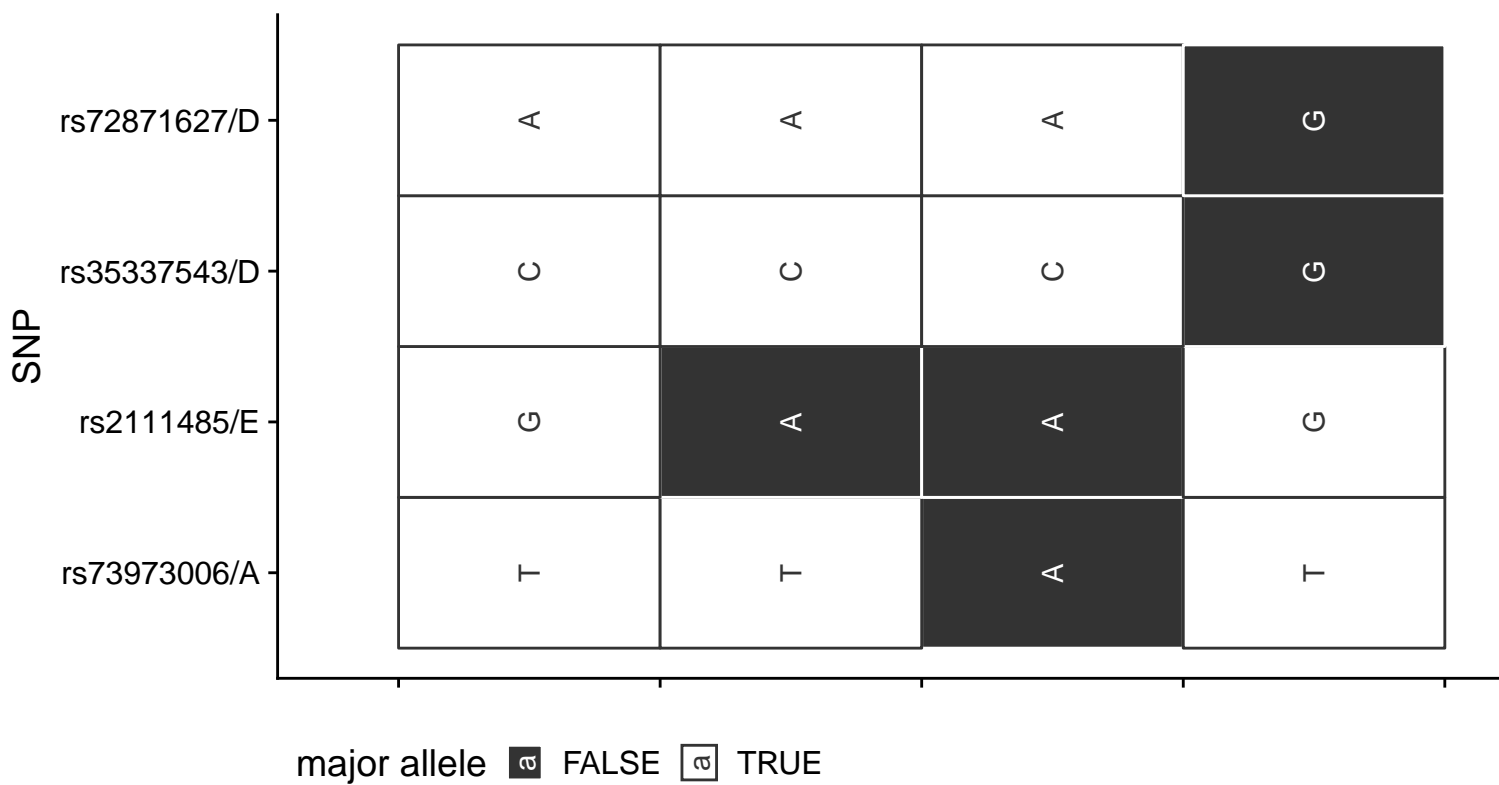 SNP
rs72871627/D A A A G
rs35337543/D C C C G
rs2111485/E G A A G
rs73973006/A T T A T
major allele a FALSE a TRUE